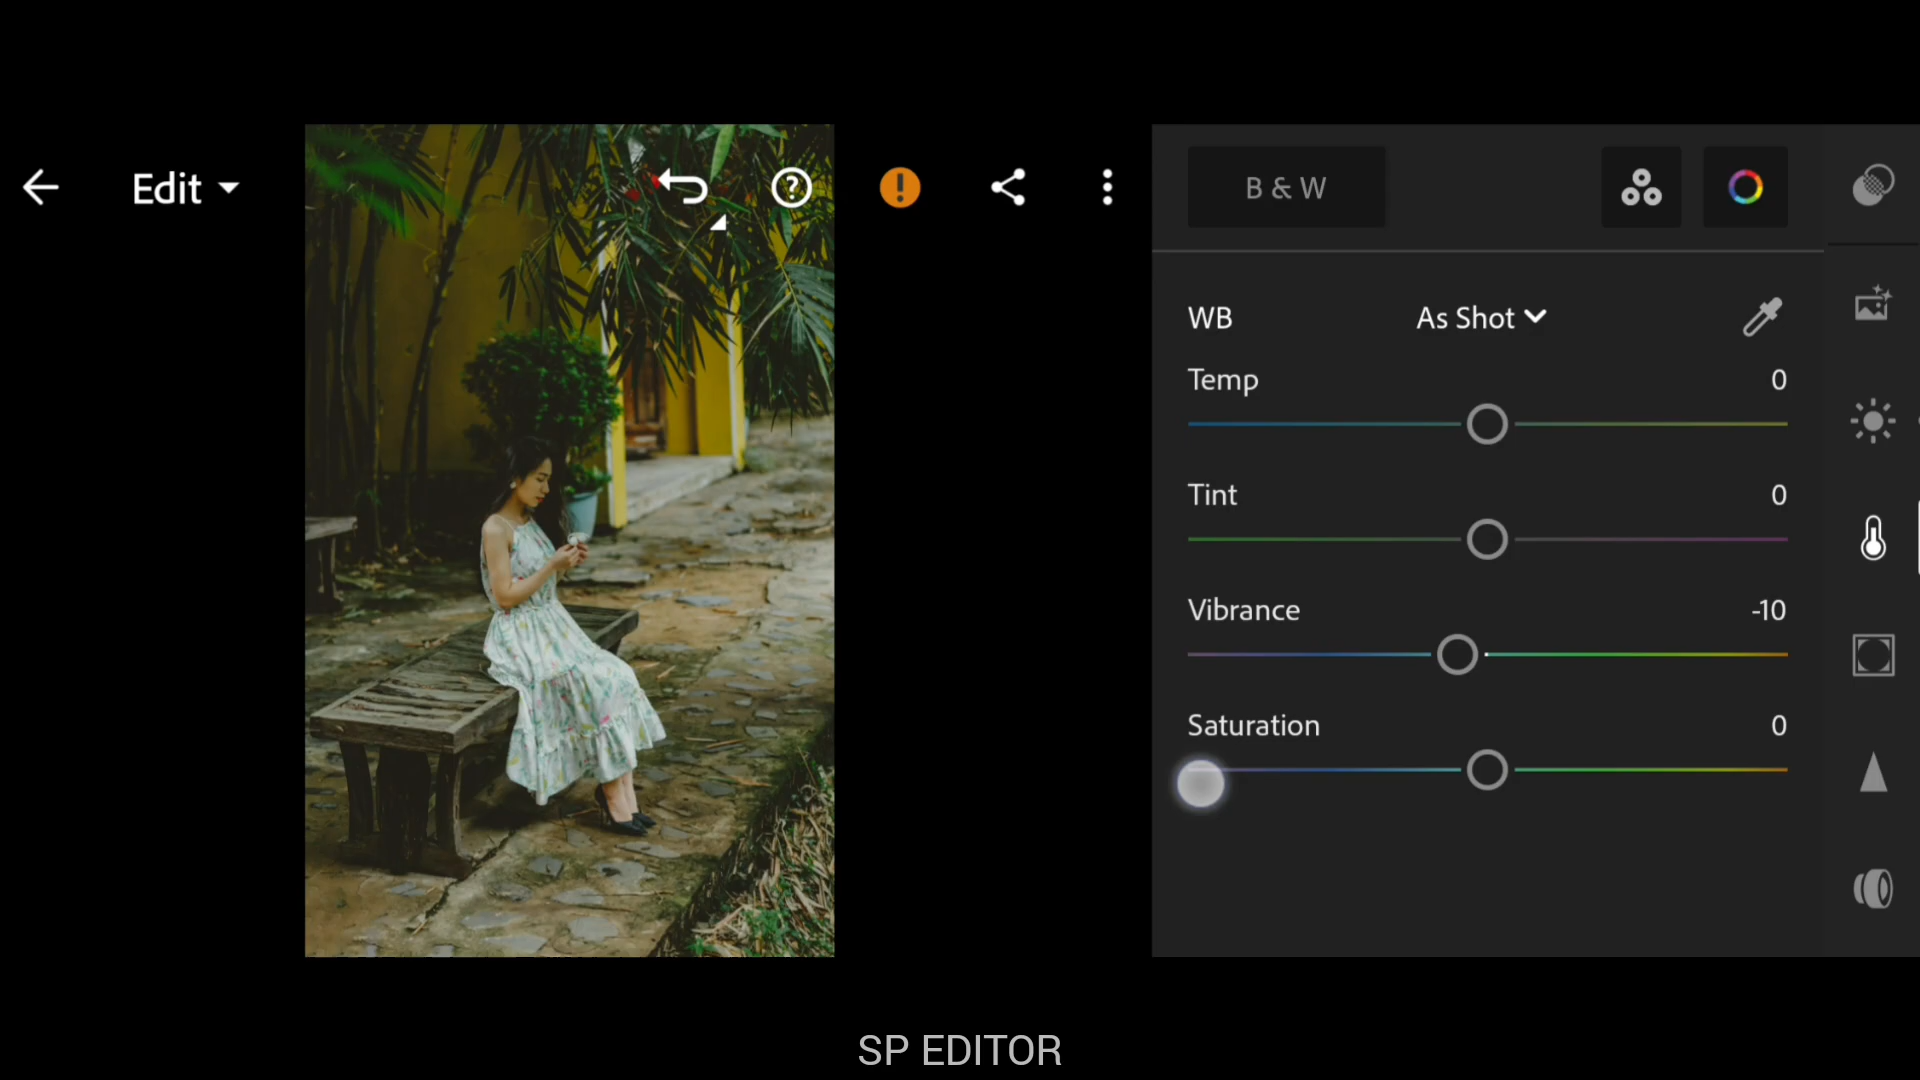 Edit
B & W
WB As Shot
Temp 0
Tint 0
Vibrance -10
Saturation 0
SP EDITOR